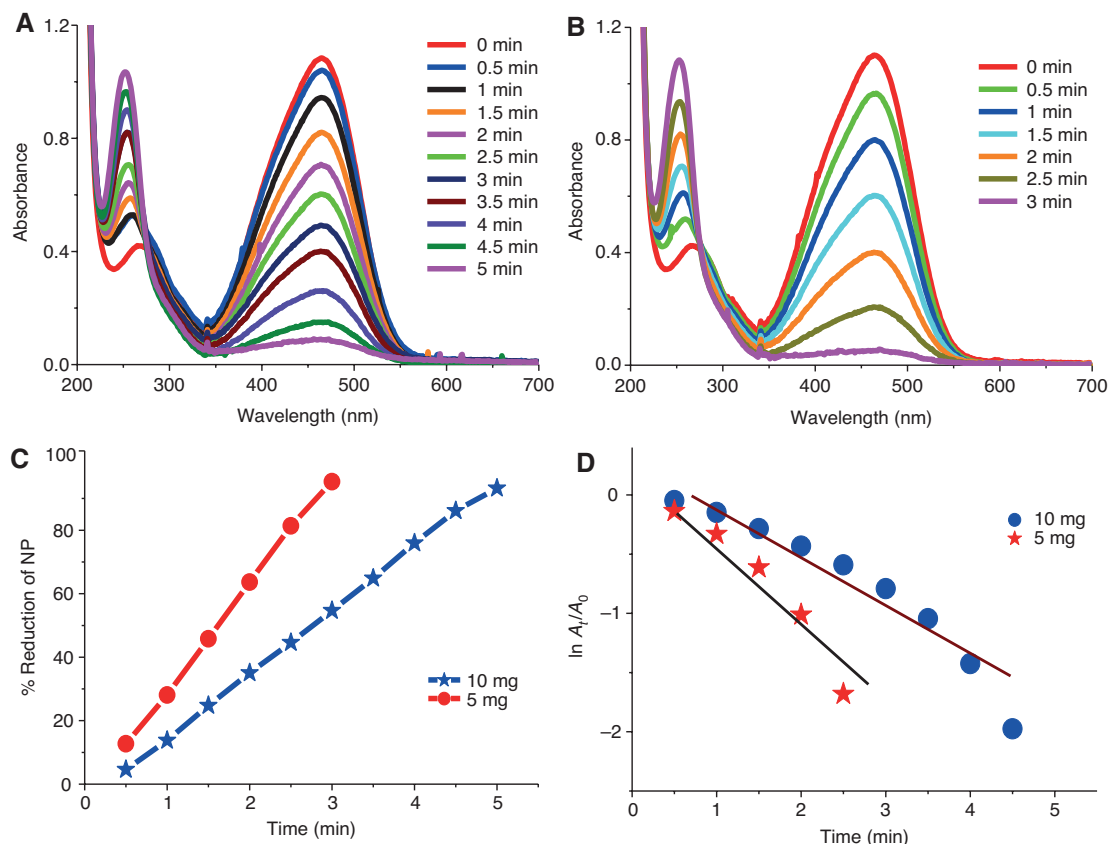 A
1.2
0.8
0.4
0.0
Absorbance
200 300 400 500 600 700
Wavelength (nm)
0 min
0.5 min
1 min
1.5 min
2 min
2.5 min
3 min
3.5 min
4 min
4.5 min
5 min
B
1.2
0.8
0.4
0.0
Absorbance
200 300 400 500 600 700
Wavelength (nm)
0 min
0.5 min
1 min
1.5 min
2 min
2.5 min
3 min
C
100
80
60
40
20
0
% Reduction of NP
0 1 2 3 4 5
Time (min)
10 mg
5 mg
D
0
−1
−2
ln At/A0
0 1 2 3 4 5
Time (min)
10 mg
5 mg